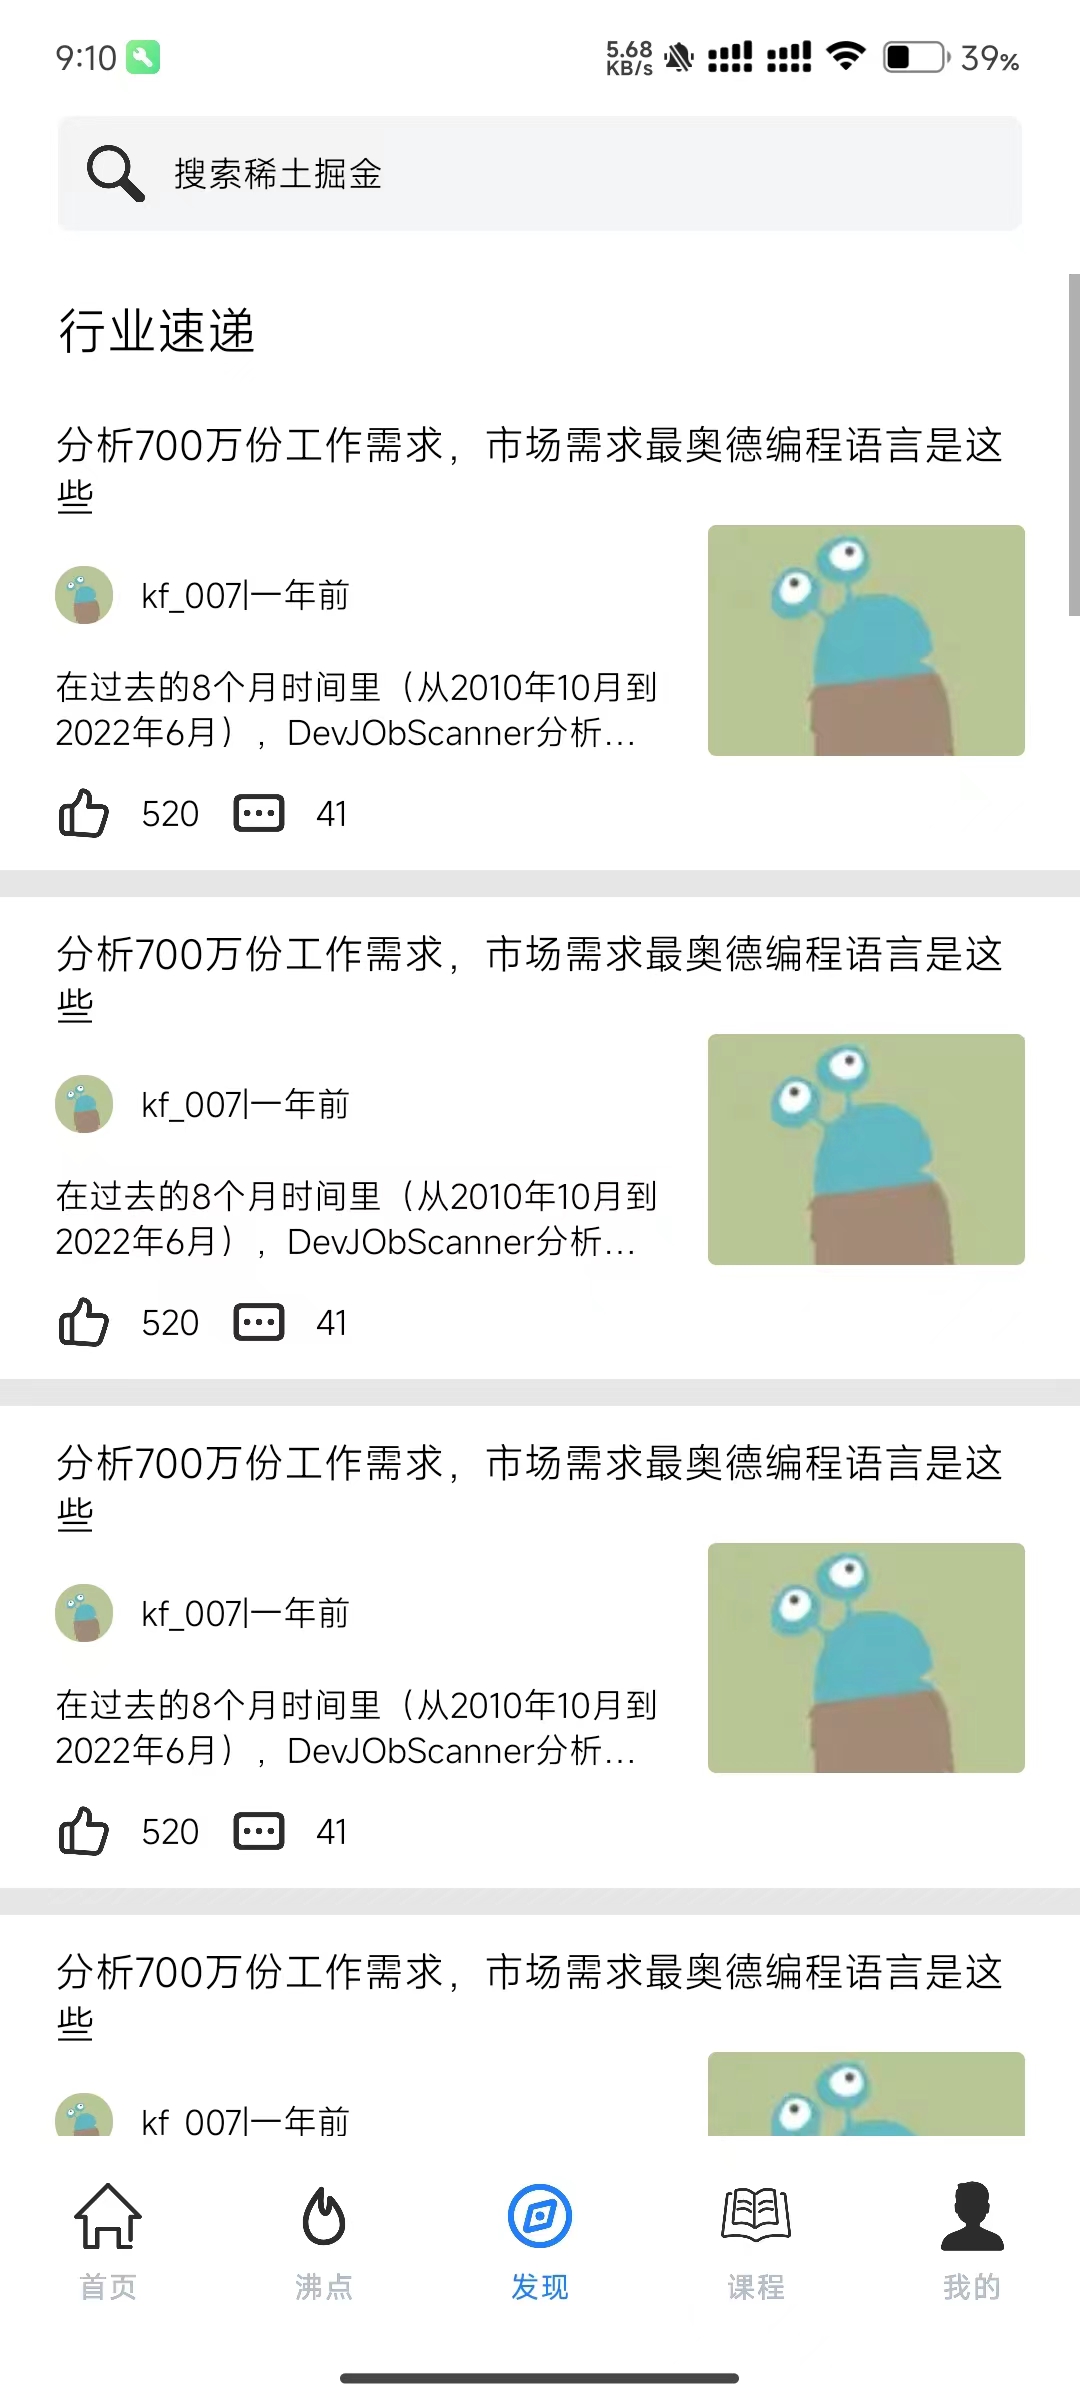 9:10
5.68
KB/s
39%
搜索稀土掘金
行业速递
分析700万份工作需求，市场需求最奥德编程语言是这
些
kf_007|一年前
在过去的8个月时间里（从2010年10月到
2022年6月），DevJObScanner分析...
520 41
分析700万份工作需求，市场需求最奥德编程语言是这
些
kf_007|一年前
在过去的8个月时间里（从2010年10月到
2022年6月），DevJObScanner分析...
520 41
分析700万份工作需求，市场需求最奥德编程语言是这
些
kf_007|一年前
在过去的8个月时间里（从2010年10月到
2022年6月），DevJObScanner分析...
520 41
分析700万份工作需求，市场需求最奥德编程语言是这
些
kf_007|一年前
首页 沸点 发现 课程 我的